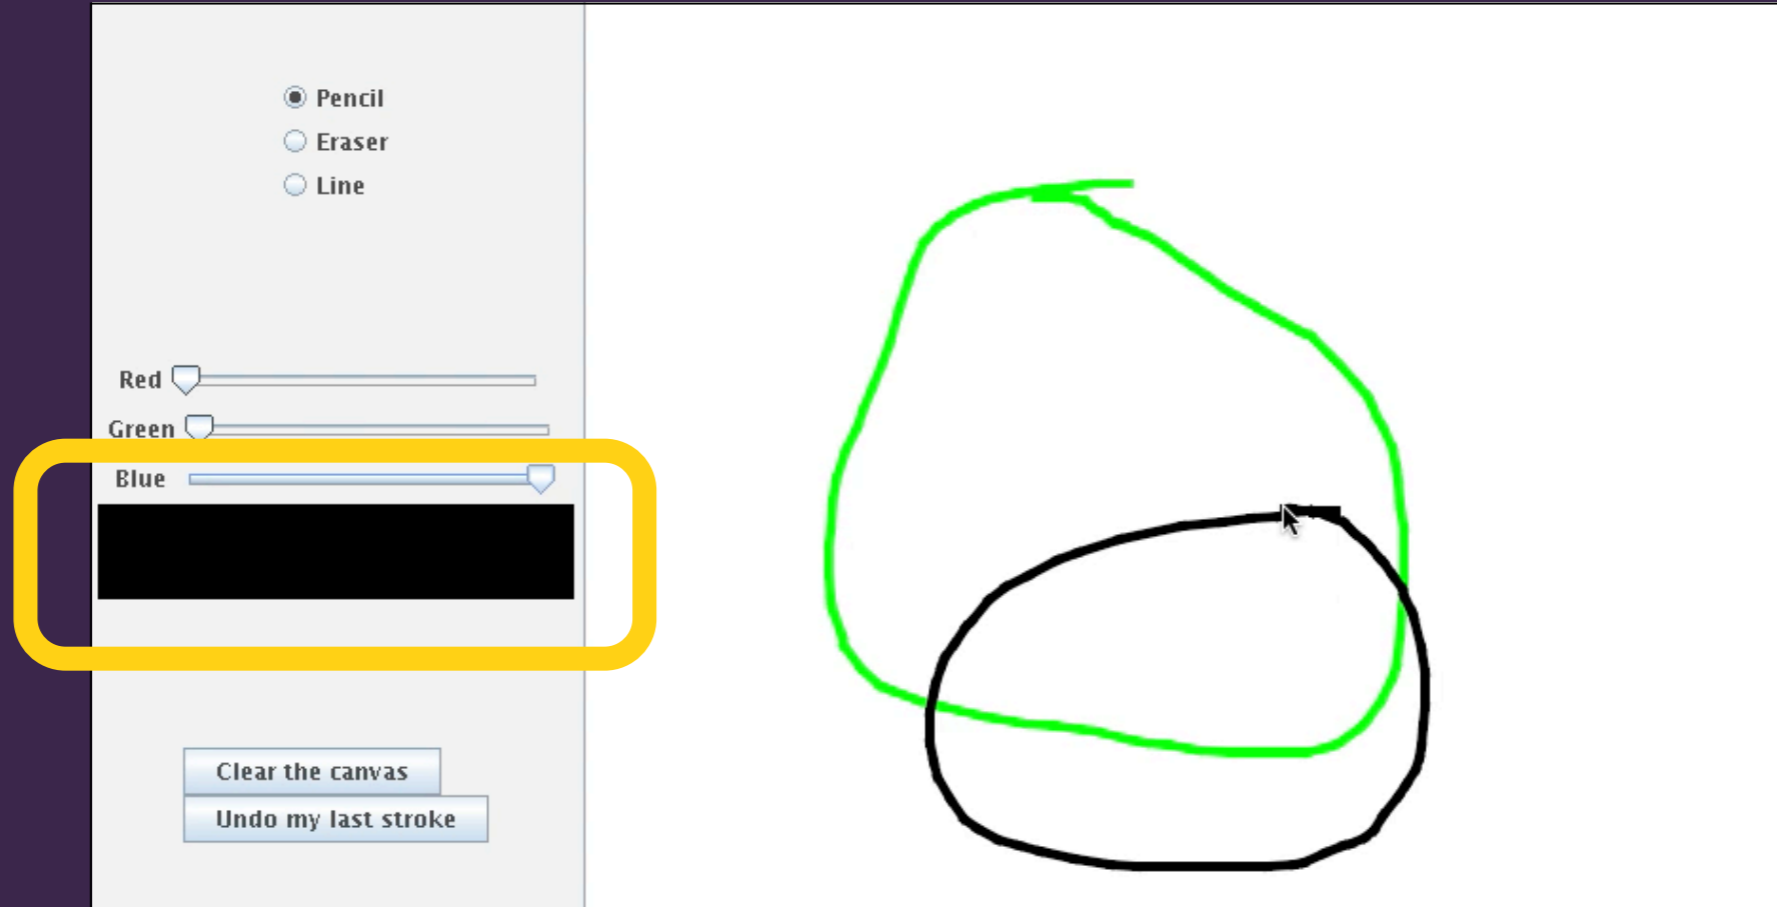 Pencil
Eraser
Line
Red
Green
Blue
Clear the canvas
Undo my last stroke